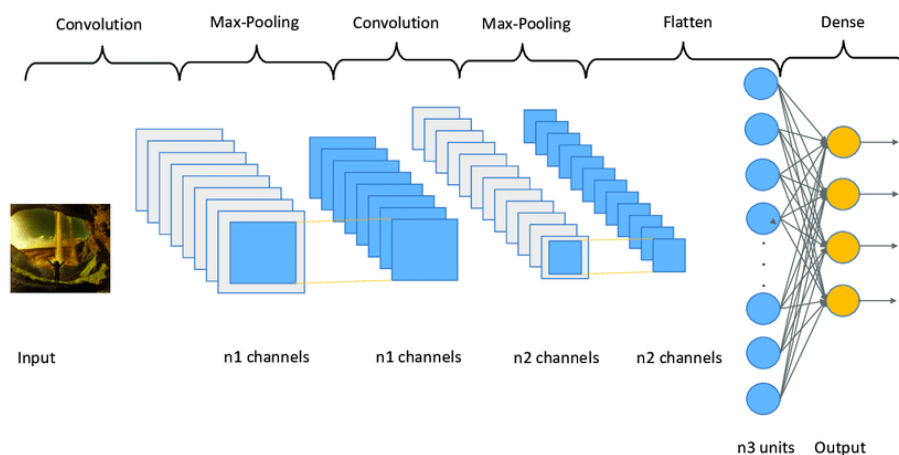 Convolution Max-Pooling Convolution Max-Pooling Flatten Dense
Input n1 channels n1 channels n2 channels n2 channels
n3 units Output